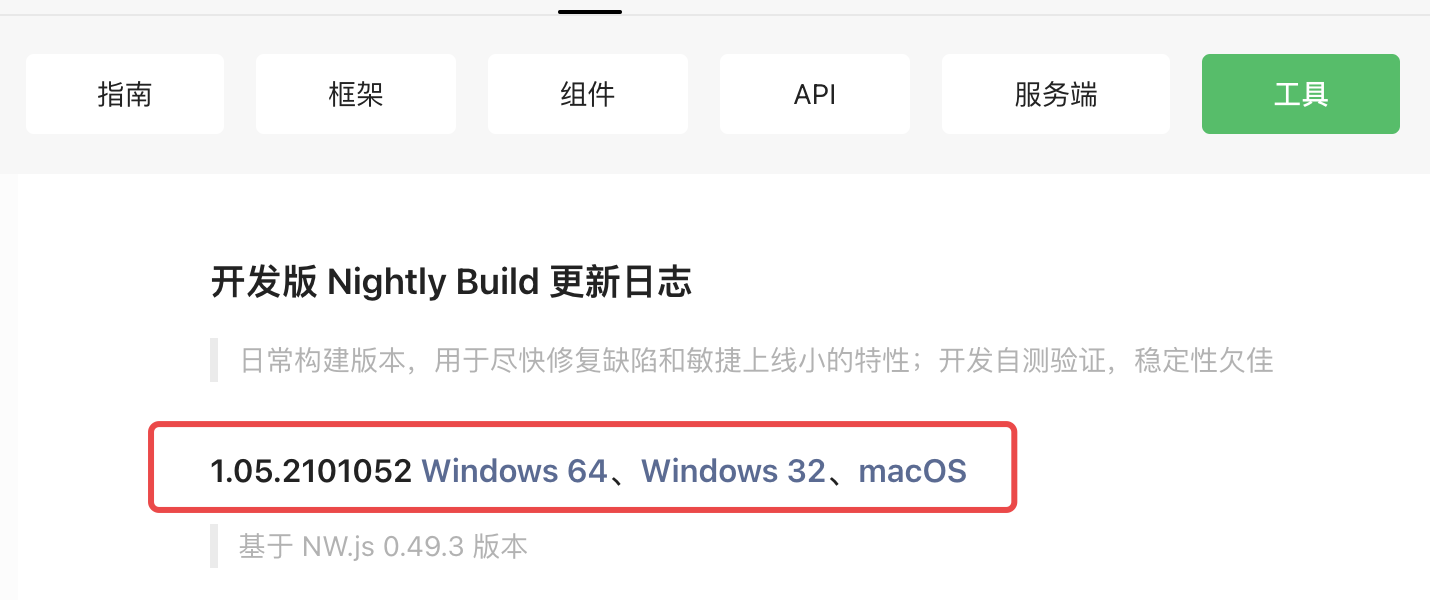 指南 框架 组件 API 服务端 工具
开发版 Nightly Build 更新日志
日常构建版本，用于尽快修复缺陷和敏捷上线小的特性；开发自测验证，稳定性欠佳
1.05.2101052 Windows 64、Windows 32、macOS
基于 NW.js 0.49.3 版本